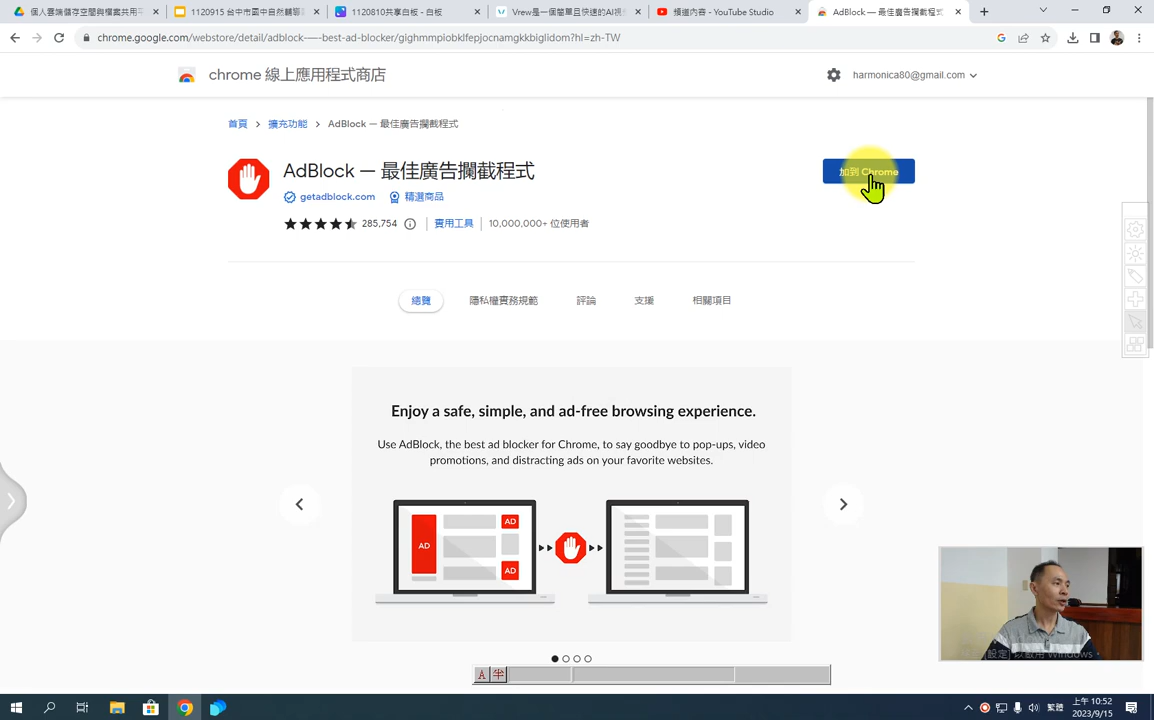 個人雲端儲存空間與檔案共用平
1120915 台中市國中自然輔導
1120810共享白板 - 白板
Vrew是一個簡單且快速的AI視
頻道內容 - YouTube Studio
AdBlock — 最佳廣告攔截程式
chrome.google.com/webstore/detail/adblock-—-best-ad-blocker/gighmmpiobklfepjocnamgkkbiglidom?hl=zh-TW
chrome 線上應用程式商店
harmonica80@gmail.com
首頁 > 擴充功能 > AdBlock — 最佳廣告攔截程式
AdBlock — 最佳廣告攔截程式
加到 Chrome
getadblock.com 精選商品
285,754 實用工具 10,000,000+ 位使用者
總覽 隱私權實務規範 評論 支援 相關項目
Enjoy a safe, simple, and ad-free browsing experience.
Use AdBlock, the best ad blocker for Chrome, to say goodbye to pop-ups, video
promotions, and distracting ads on your favorite websites.
AD
AD
AD
A 半
繁體
上午 10:52
2023/9/15